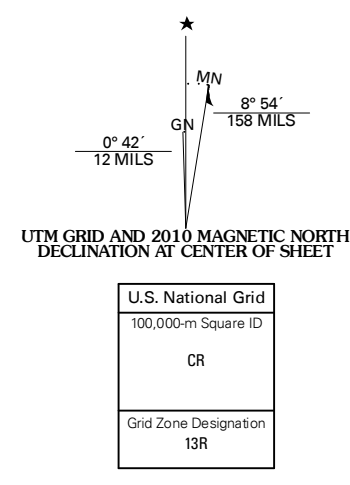 MN
8° 54´
158 MILS
GN
0° 42´
12 MILS
UTM GRID AND 2010 MAGNETIC NORTH
DECLINATION AT CENTER OF SHEET
U.S. National Grid
100,000-m Square ID
CR
Grid Zone Designation
13R